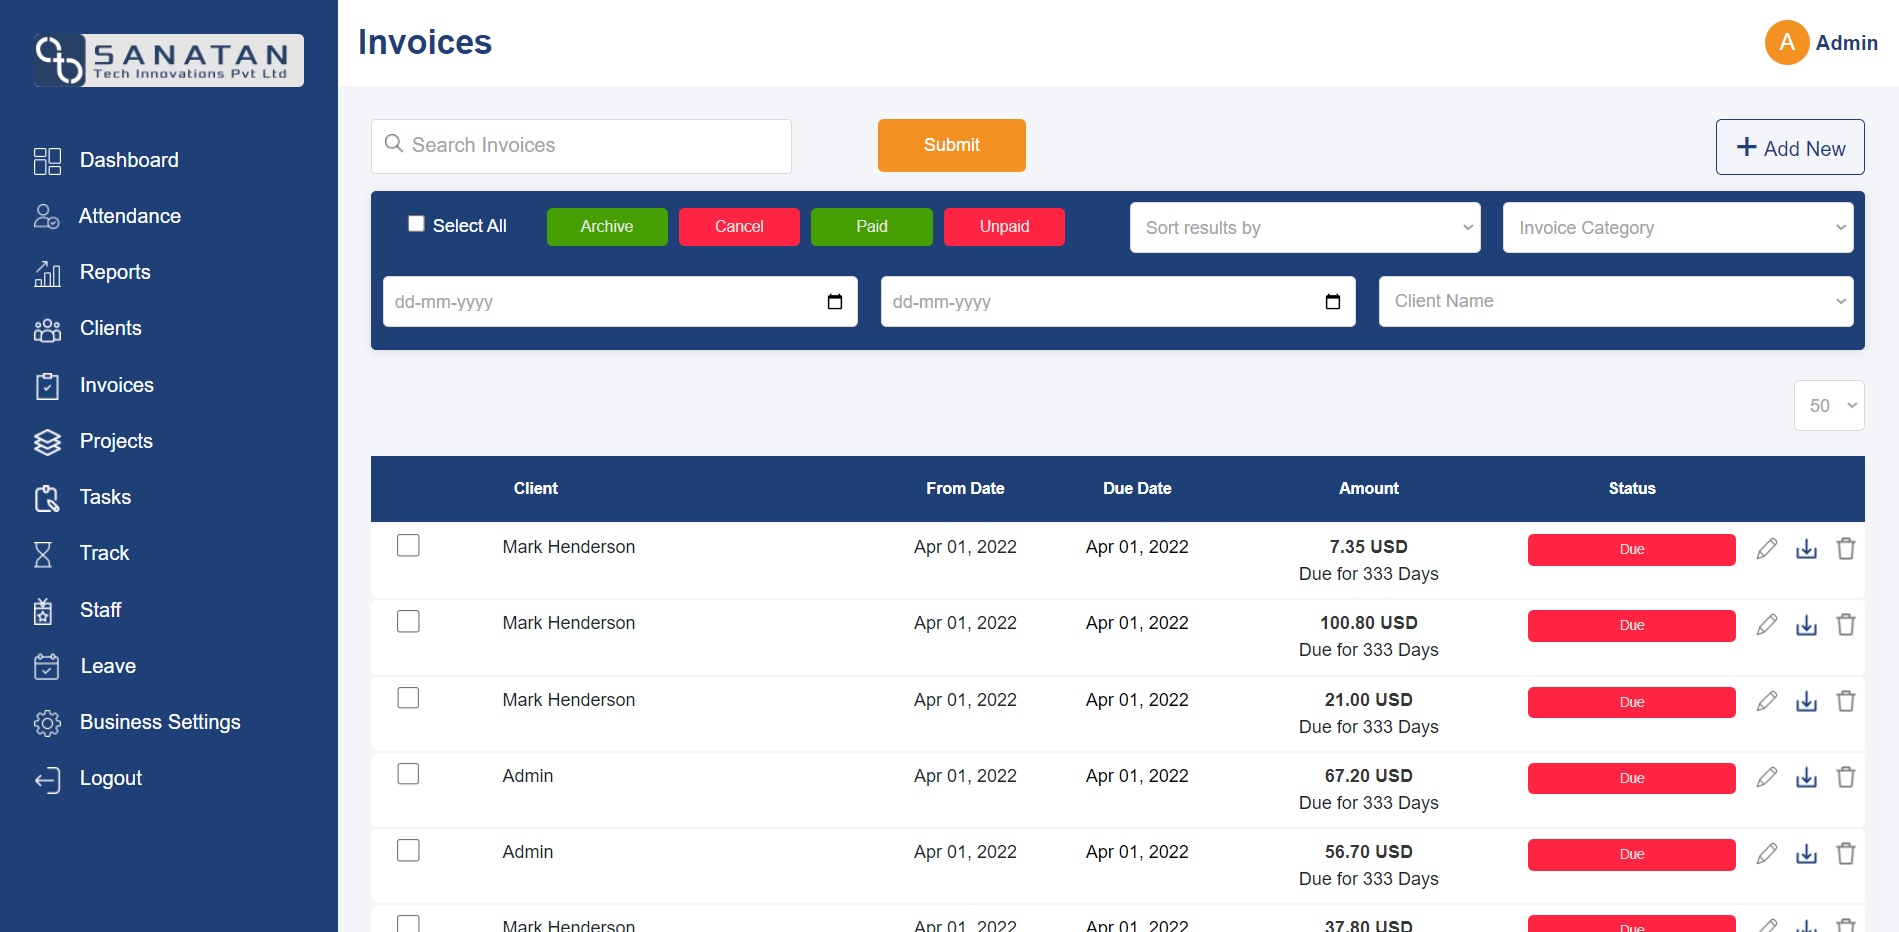 SANATAN
Tech Innovations Pvt Ltd
Invoices
A Admin
Dashboard
Attendance
Reports
Clients
Invoices
Projects
Tasks
Track
Staff
Leave
Business Settings
Logout
Search Invoices Submit + Add New
Select All Archive Cancel Paid Unpaid Sort results by Invoice Category
dd-mm-yyyy dd-mm-yyyy Client Name
50
Client From Date Due Date Amount Status
Mark Henderson Apr 01, 2022 Apr 01, 2022 7.35 USD Due
Due for 333 Days
Mark Henderson Apr 01, 2022 Apr 01, 2022 100.80 USD Due
Due for 333 Days
Mark Henderson Apr 01, 2022 Apr 01, 2022 21.00 USD Due
Due for 333 Days
Admin Apr 01, 2022 Apr 01, 2022 67.20 USD Due
Due for 333 Days
Admin Apr 01, 2022 Apr 01, 2022 56.70 USD Due
Due for 333 Days
Mark Henderson Apr 01, 2022 Apr 01, 2022 37.80 USD Due